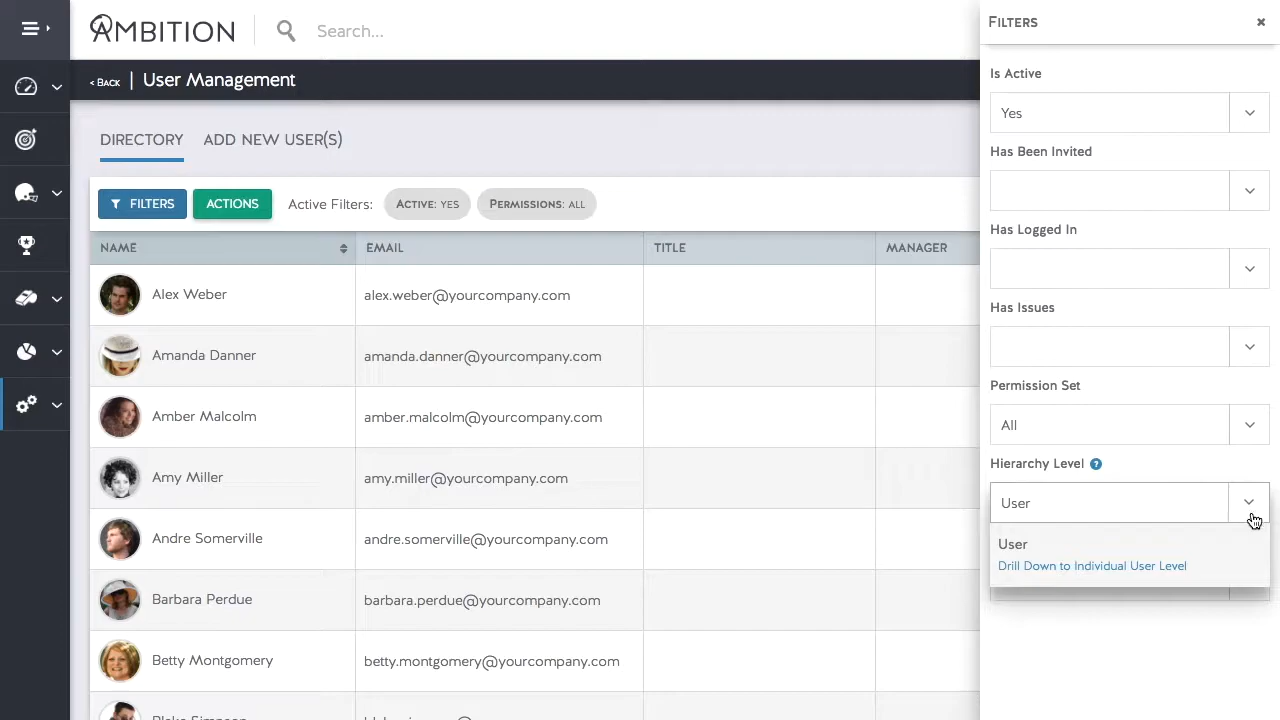 AMBITION
Search...
FILTERS
< BACK | User Management
DIRECTORY
ADD NEW USER(S)
FILTERS
ACTIONS
Active Filters:
ACTIVE: YES
PERMISSIONS: ALL
NAME
EMAIL
TITLE
MANAGER
Alex Weber
alex.weber@yourcompany.com
Amanda Danner
amanda.danner@yourcompany.com
Amber Malcolm
amber.malcolm@yourcompany.com
Amy Miller
amy.miller@yourcompany.com
Andre Somerville
andre.somerville@yourcompany.com
Barbara Perdue
barbara.perdue@yourcompany.com
Betty Montgomery
betty.montgomery@yourcompany.com
Is Active
Yes
Has Been Invited
Has Logged In
Has Issues
Permission Set
All
Hierarchy Level ?
User
User
Drill Down to Individual User Level